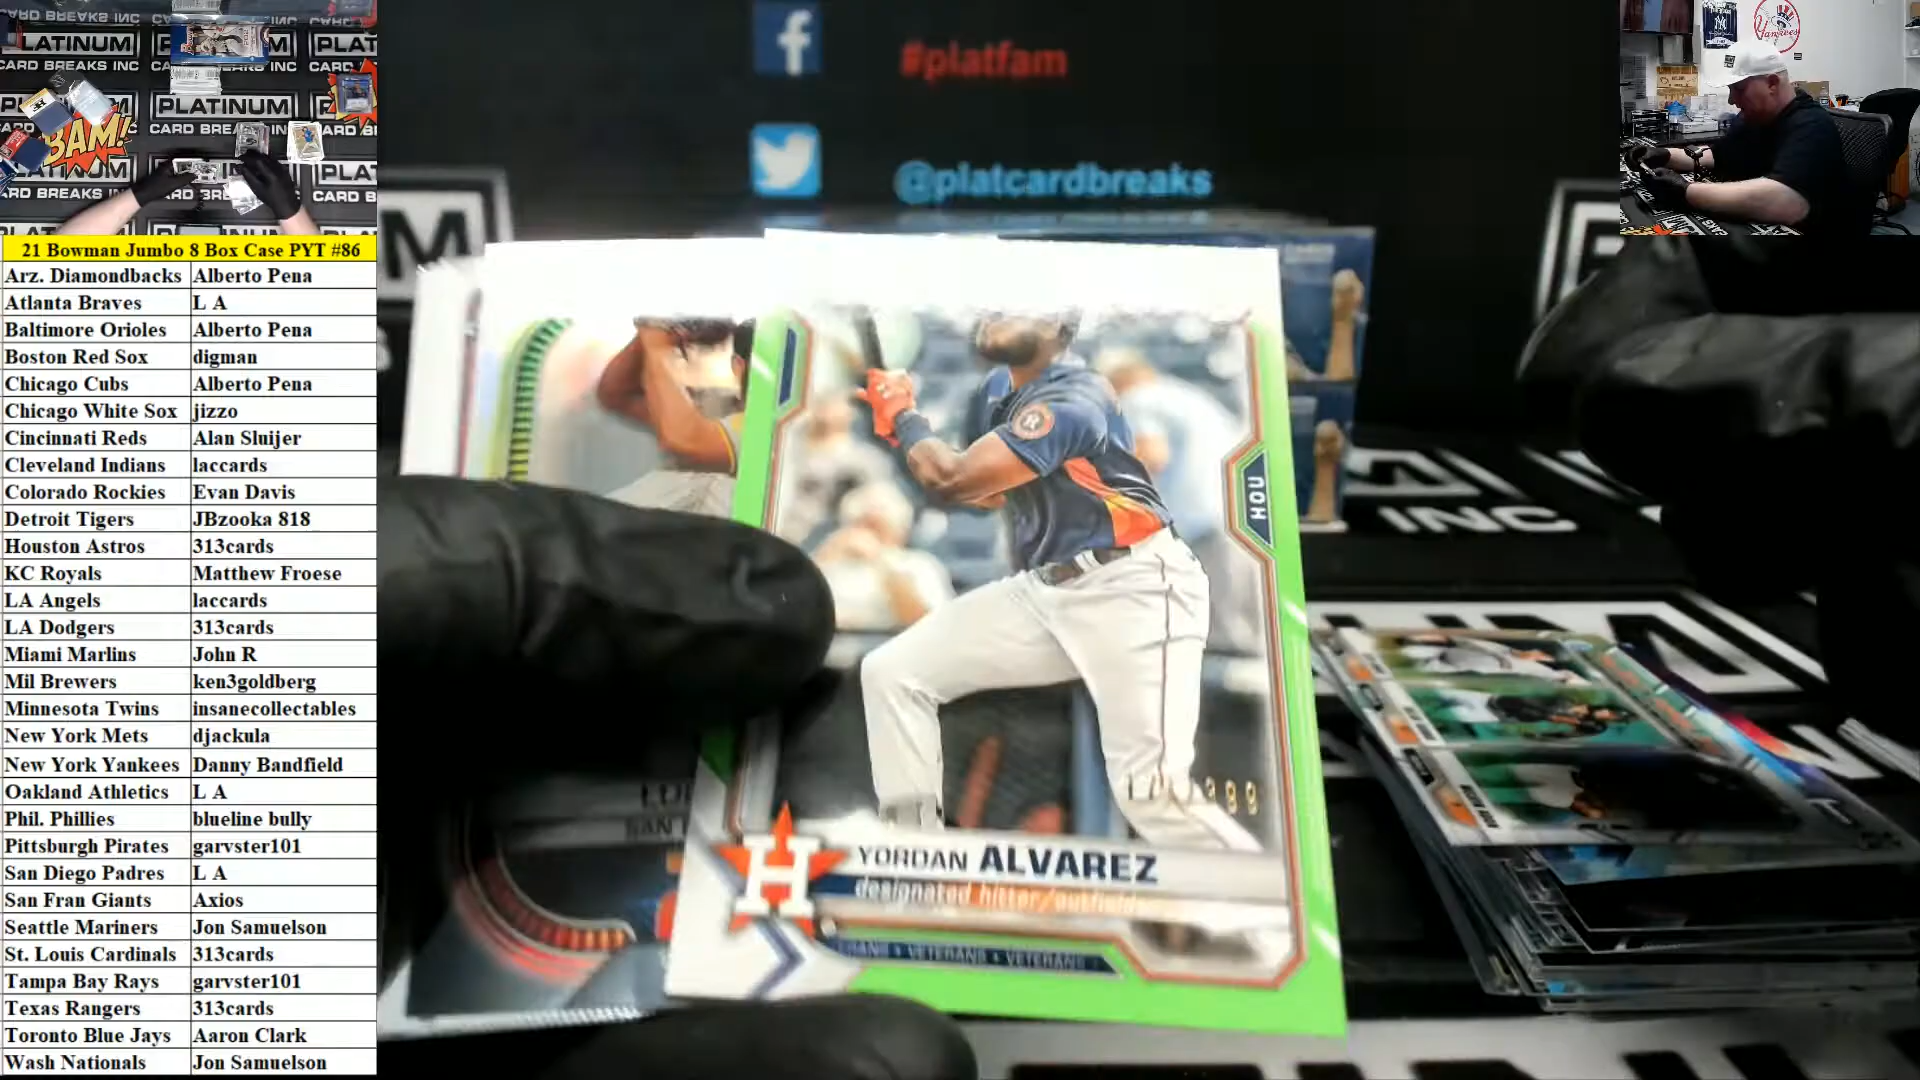 #platfam
@platcardbreaks
LATINUM
CARD BREAKS INC
PLATINUM
BAM!
21 Bowman Jumbo 8 Box Case PYT #86
Arz. Diamondbacks Alberto Pena
Atlanta Braves L A
Baltimore Orioles Alberto Pena
Boston Red Sox digman
Chicago Cubs Alberto Pena
Chicago White Sox jizzo
Cincinnati Reds Alan Sluijer
Cleveland Indians laccards
Colorado Rockies Evan Davis
Detroit Tigers JBzooka 818
Houston Astros 313cards
KC Royals Matthew Froese
LA Angels laccards
LA Dodgers 313cards
Miami Marlins John R
Mil Brewers ken3goldberg
Minnesota Twins insanecollectables
New York Mets djackula
New York Yankees Danny Bandfield
Oakland Athletics L A
Phil. Phillies blueline bully
Pittsburgh Pirates garvster101
San Diego Padres L A
San Fran Giants Axios
Seattle Mariners Jon Samuelson
St. Louis Cardinals 313cards
Tampa Bay Rays garvster101
Texas Rangers 313cards
Toronto Blue Jays Aaron Clark
Wash Nationals Jon Samuelson
HOU
H
YORDAN ALVAREZ
designated hitter/outfield
VETERANS • VETERANS
INC
Yankees